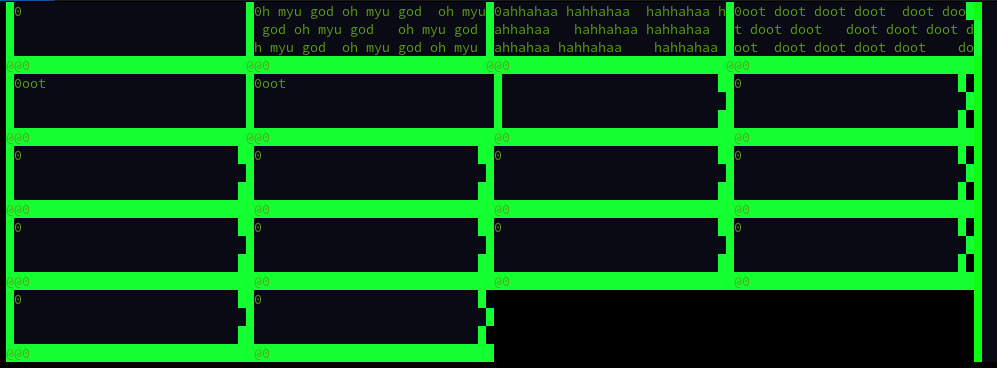 0 0h myu god oh myu god  oh myu 0ahhahaa hahhahaa  hahhahaa h 0oot doot doot doot  doot doo
god oh myu god   oh myu god ahhahaa   hahhahaa hahhahaa t doot doot   doot doot doot d
h myu god  oh myu god oh myu ahhahaa hahhahaa    hahhahaa oot  doot doot doot doot    do
@@0 @@0 @@0 @@0
0oot 0oot 0
@@0 @@0 @0 @0
0 0 0 0
@@0 @@0 @0 @0
0 0 0 0
@@0 @0 @0 @0
0 0
@@0 @0